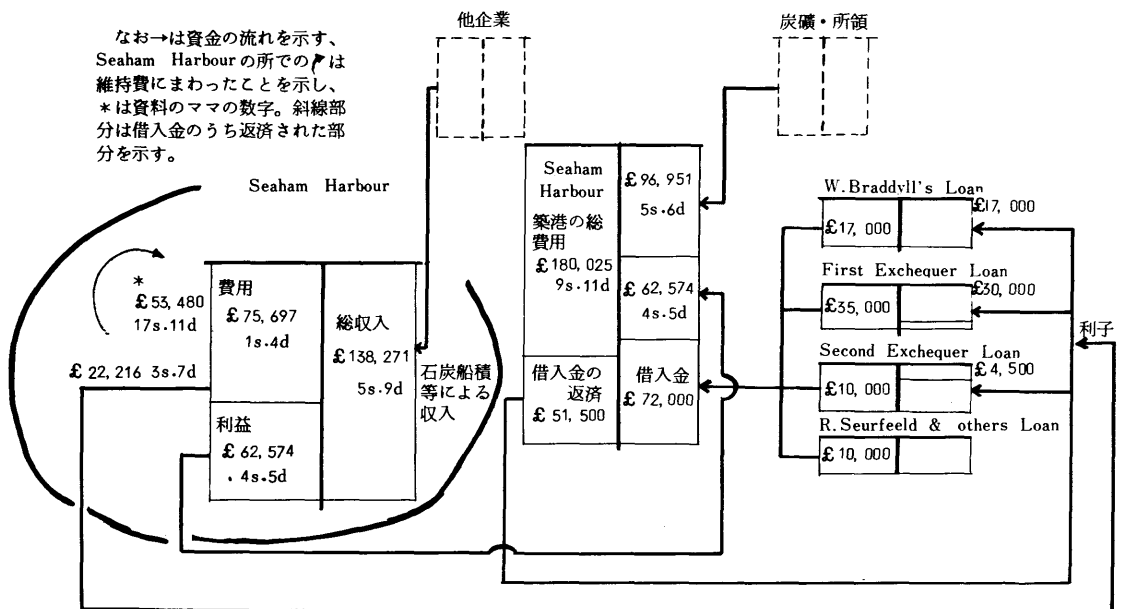 なお→は資金の流れを示す、
Seaham Harbourの所での↗は
維持費にまわったことを示し、
*は資料のママの数字。斜線部
分は借入金のうち返済された部
分を示す。
他企業
炭礦・所領
Seaham Harbour
*
£53,480
17s.11d
£22,216 3s.7d
費用
£75,697
1s.4d
利益
£62,574
.4s.5d
総収入
£138,271
5s.9d
石炭船積
等による
収入
Seaham
Harbour
築港の総
費用
£180,025
9s.11d
借入金の
返済
£51,500
£96,951
5s.6d
£62,574
4s.5d
借入金
£72,000
W.Braddyll's Loan
£17,000
£17,000
First Exchequer Loan
£30,000
£35,000
Second Exchequer Loan
£4,500
£10,000
R.Seurfeeld & others Loan
£10,000
利子